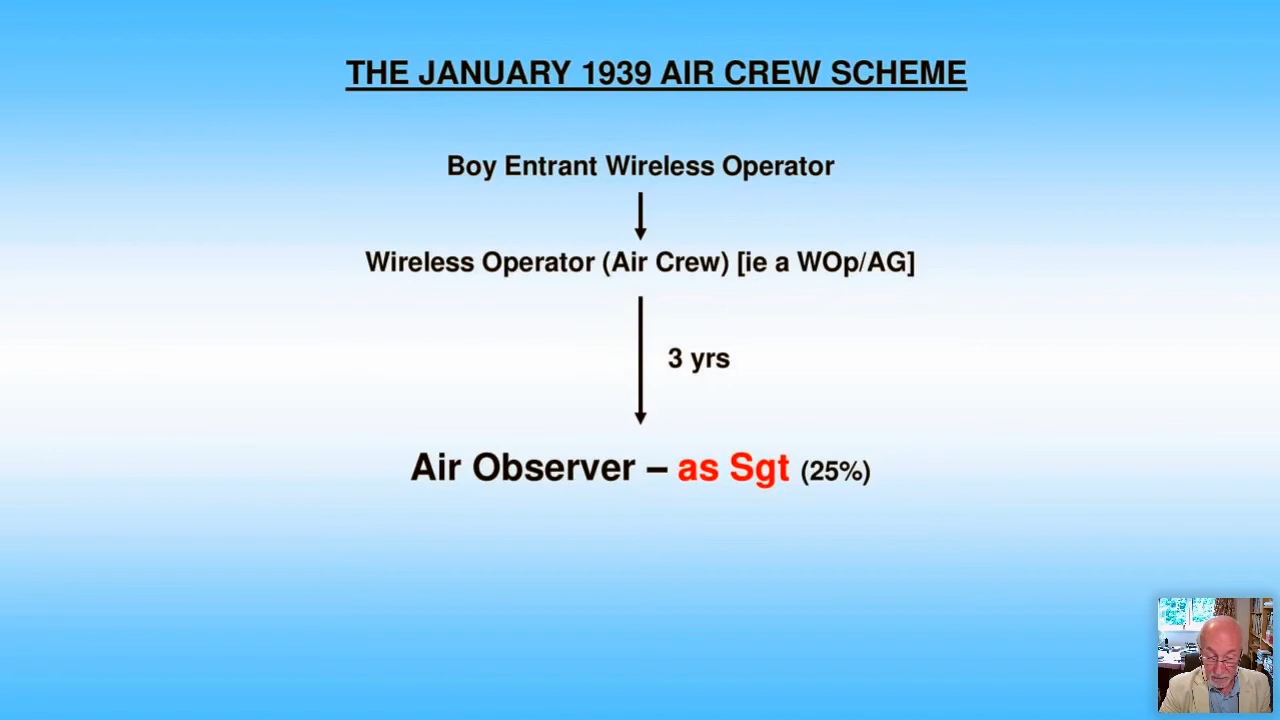 THE JANUARY 1939 AIR CREW SCHEME
Boy Entrant Wireless Operator
Wireless Operator (Air Crew) [ie a WOp/AG]
3 yrs
Air Observer – as Sgt (25%)